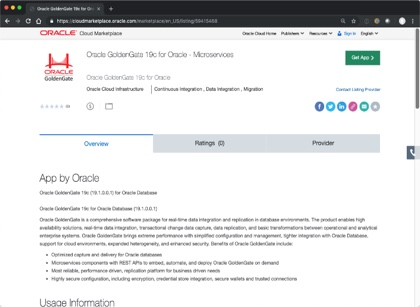 Oracle GoldenGate 19c for Or
cloudmarketplace.oracle.com/marketplace/en_US/listing/59415468
ORACLE Cloud Marketplace
Oracle Cloud Home Publishers Resources Sign In
Oracle GoldenGate 19c for Oracle - Microservices
Get App >
ORACLE
GoldenGate
Oracle GoldenGate 19c for Oracle
Oracle Cloud Infrastructure Continuous Integration , Data Integration , Migration
Contact Listing Provider
(0)
Overview Ratings (0) Provider
App by Oracle
Oracle GoldenGate 19c (19.1.0.0.1) for Oracle Database
Oracle GoldenGate 19c for Oracle Database (19.1.0.0.1)
Oracle GoldenGate is a comprehensive software package for real-time data integration and replication in database environments. The product enables high availability
solutions, real-time data integration, transactional change data capture, data replication, and basic transformations between operational and analytical
enterprise systems. Oracle GoldenGate brings extreme performance with simplified configuration and management, tighter integration with Oracle Database,
support for cloud environments, expanded heterogeneity, and enhanced security. Benefits of Oracle GoldenGate include:
• Optimized capture and delivery for Oracle databases
• Microservices components with REST APIs to embed, automate, and deploy Oracle GoldenGate on demand
• Most reliable, performance driven, replication platform for business driven needs
• Highly secure configuration, including encryption, credential store integration, secure wallets and trusted connections
Usage Information